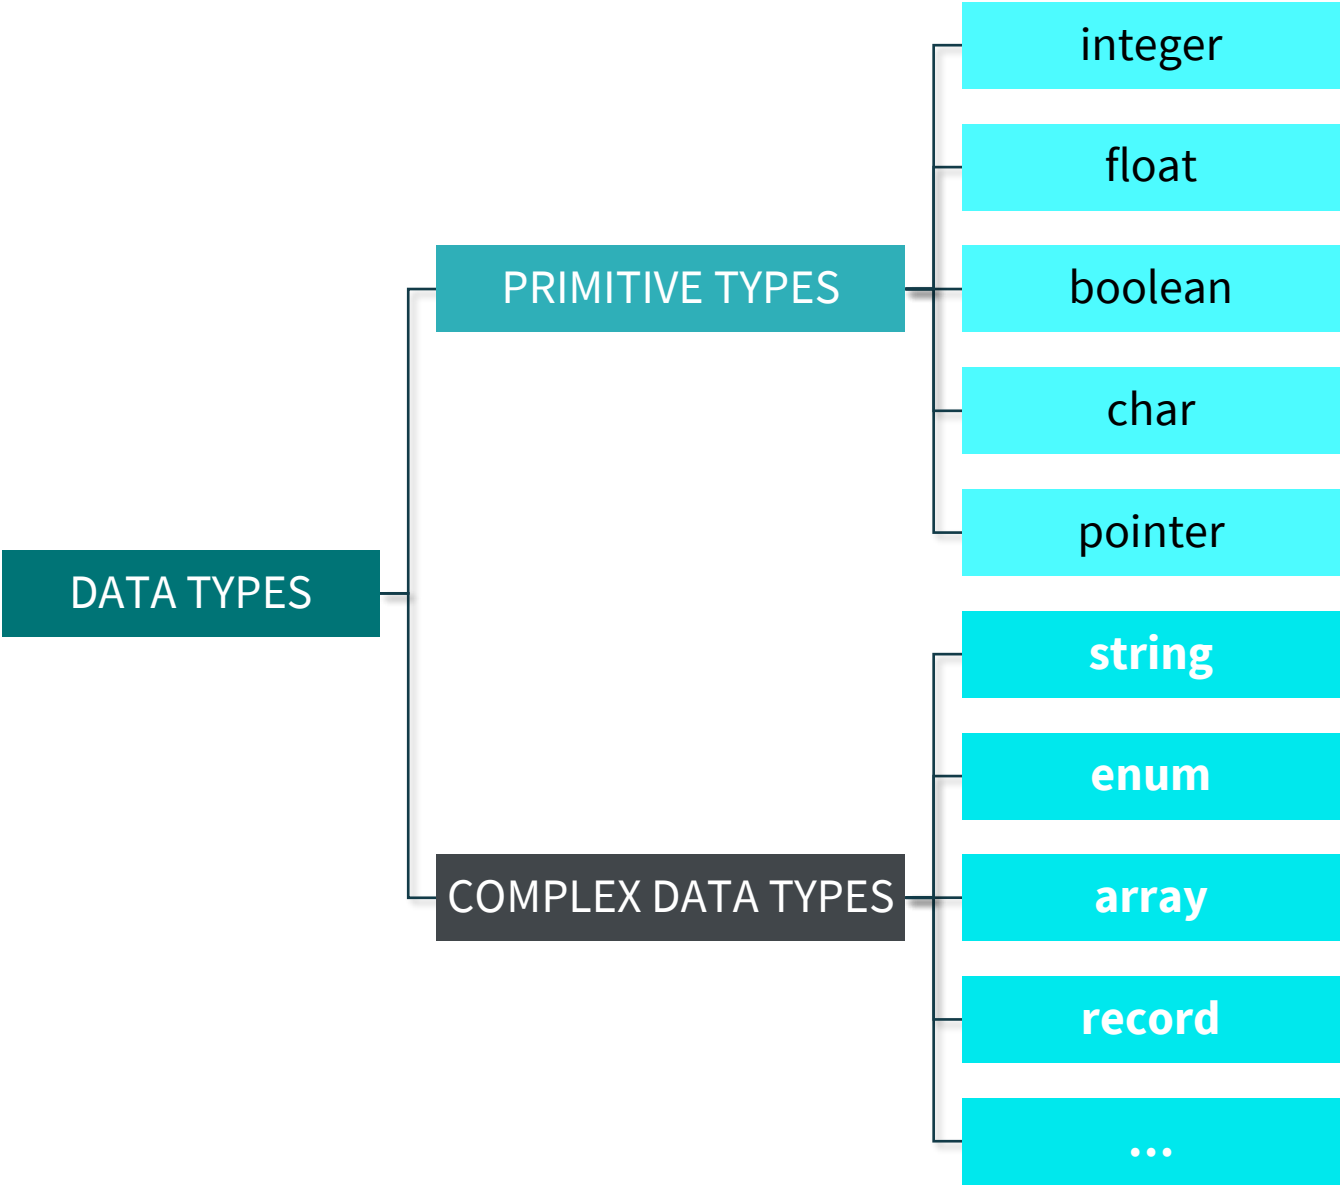 DATA TYPES
PRIMITIVE TYPES
integer
float
boolean
char
pointer
COMPLEX DATA TYPES
string
enum
array
record
...